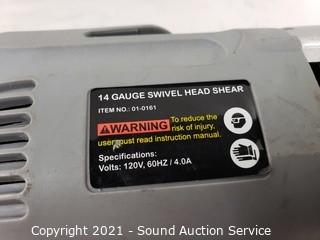 14 GAUGE SWIVEL HEAD SHEAR
ITEM NO.: 01-0161
WARNING To reduce the
risk of injury,
user must read instruction manual.
Specifications:
Volts: 120V, 60HZ / 4.0A
Copyright 2021 - Sound Auction Service